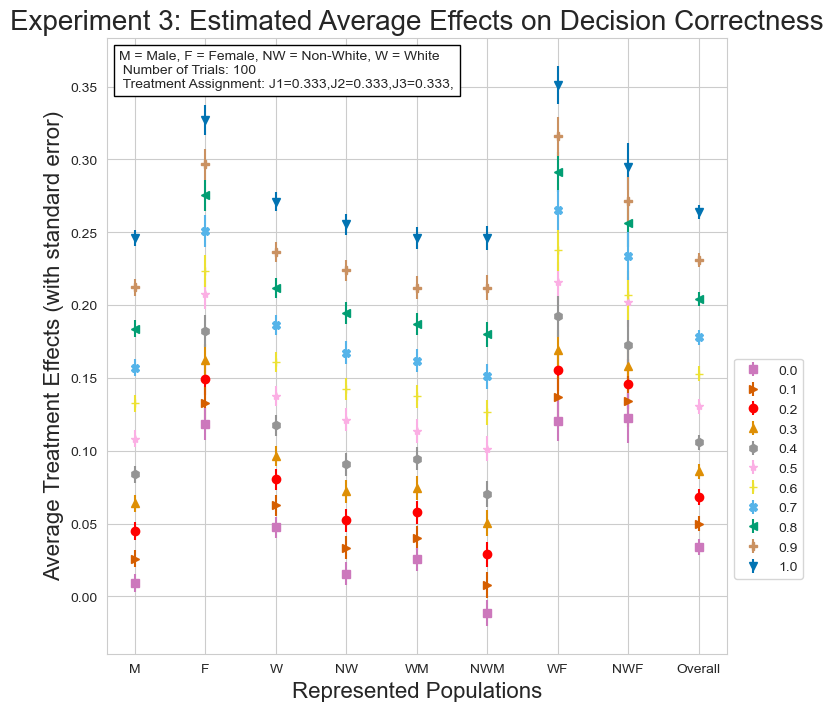 Experiment 3: Estimated Average Effects on Decision Correctness
M = Male, F = Female, NW = Non-White, W = White
Number of Trials: 100
Treatment Assignment: J1=0.333,J2=0.333,J3=0.333,
Average Treatment Effects (with standard error)
0.35
0.30
0.25
0.20
0.15
0.10
0.05
0.00
M
F
W
NW
WM
NWM
WF
NWF
Overall
Represented Populations
0.0
0.1
0.2
0.3
0.4
0.5
0.6
0.7
0.8
0.9
1.0